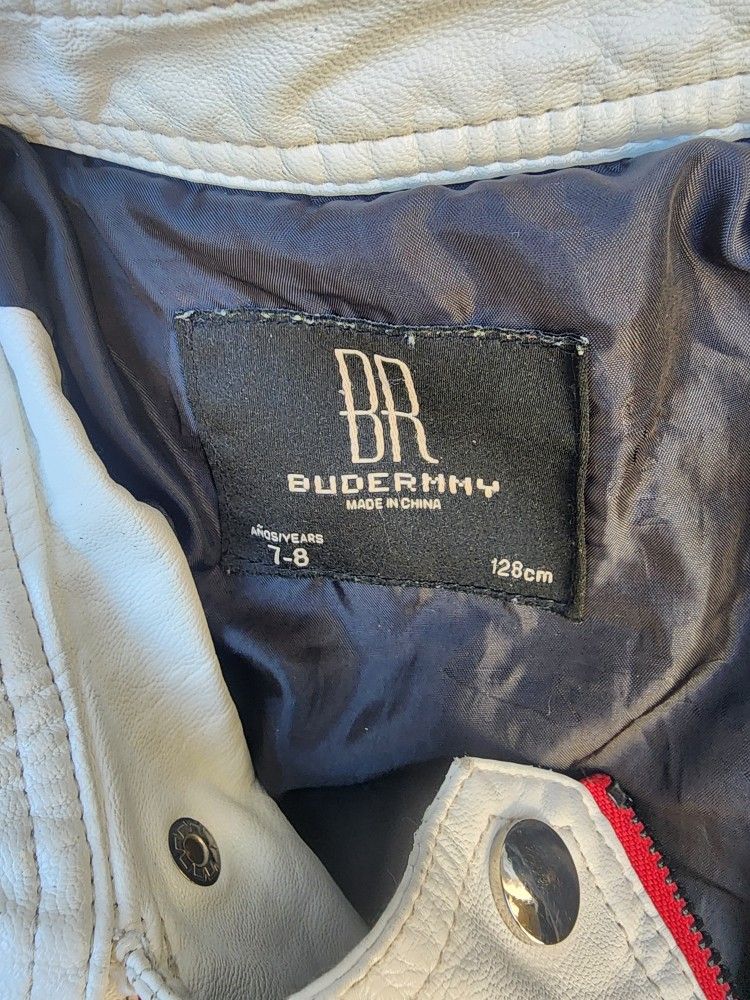 BR
BUDERMMY
MADE IN CHINA
AÑOS/YEARS
7-8
128cm